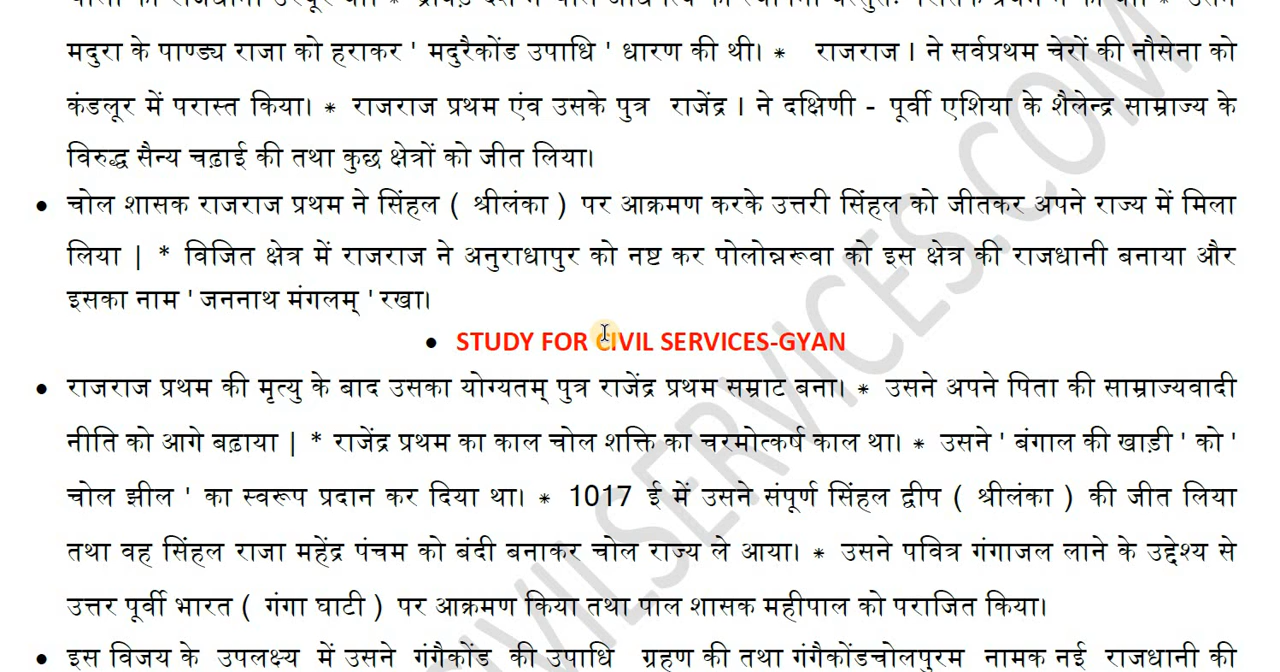 मदुरा के पाण्ड्य राजा को हराकर ' मदुरैकोंड उपाधि ' धारण की थी। * राजराज I ने सर्वप्रथम चेरों की नौसेना को
कंडलूर में परास्त किया। * राजराज प्रथम एंव उसके पुत्र राजेंद्र I ने दक्षिणी - पूर्वी एशिया के शैलेन्द्र साम्राज्य के
विरुद्ध सैन्य चढ़ाई की तथा कुछ क्षेत्रों को जीत लिया।
• चोल शासक राजराज प्रथम ने सिंहल ( श्रीलंका ) पर आक्रमण करके उत्तरी सिंहल को जीतकर अपने राज्य में मिला
लिया | * विजित क्षेत्र में राजराज ने अनुराधापुर को नष्ट कर पोलोन्नरूवा को इस क्षेत्र की राजधानी बनाया और
इसका नाम ' जननाथ मंगलम् ' रखा।
• STUDY FOR CIVIL SERVICES-GYAN
• राजराज प्रथम की मृत्यु के बाद उसका योग्यतम् पुत्र राजेंद्र प्रथम सम्राट बना। * उसने अपने पिता की साम्राज्यवादी
नीति को आगे बढ़ाया | * राजेंद्र प्रथम का काल चोल शक्ति का चरमोत्कर्ष काल था। * उसने ' बंगाल की खाड़ी ' को '
चोल झील ' का स्वरूप प्रदान कर दिया था। * 1017 ई में उसने संपूर्ण सिंहल द्वीप ( श्रीलंका ) की जीत लिया
तथा वह सिंहल राजा महेंद्र पंचम को बंदी बनाकर चोल राज्य ले आया। * उसने पवित्र गंगाजल लाने के उद्देश्य से
उत्तर पूर्वी भारत ( गंगा घाटी ) पर आक्रमण किया तथा पाल शासक महीपाल को पराजित किया।
• इस विजय के उपलक्ष्य में उसने गंगैकोंड की उपाधि ग्रहण की तथा गंगैकोंडचोलपुरम नामक नई राजधानी की
CIVILSERVICES.COM